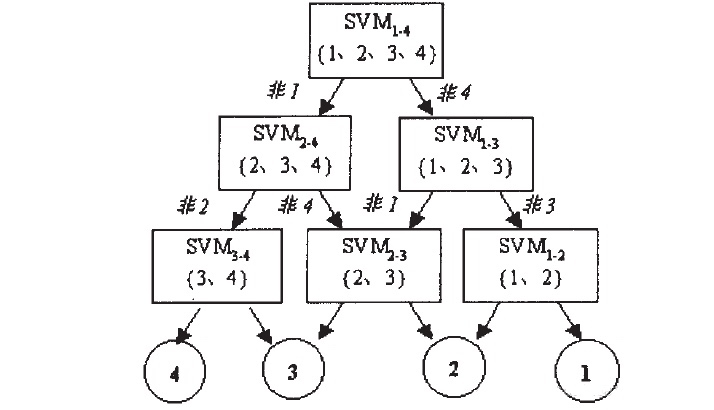 SVM1-4
{1、2、3、4}
非1
非4
SVM2-4
{2、3、4}
SVM1-3
{1、2、3}
非2
非4
非1
非3
SVM3-4
{3、4}
SVM2-3
{2、3}
SVM1-2
{1、2}
4
3
2
1